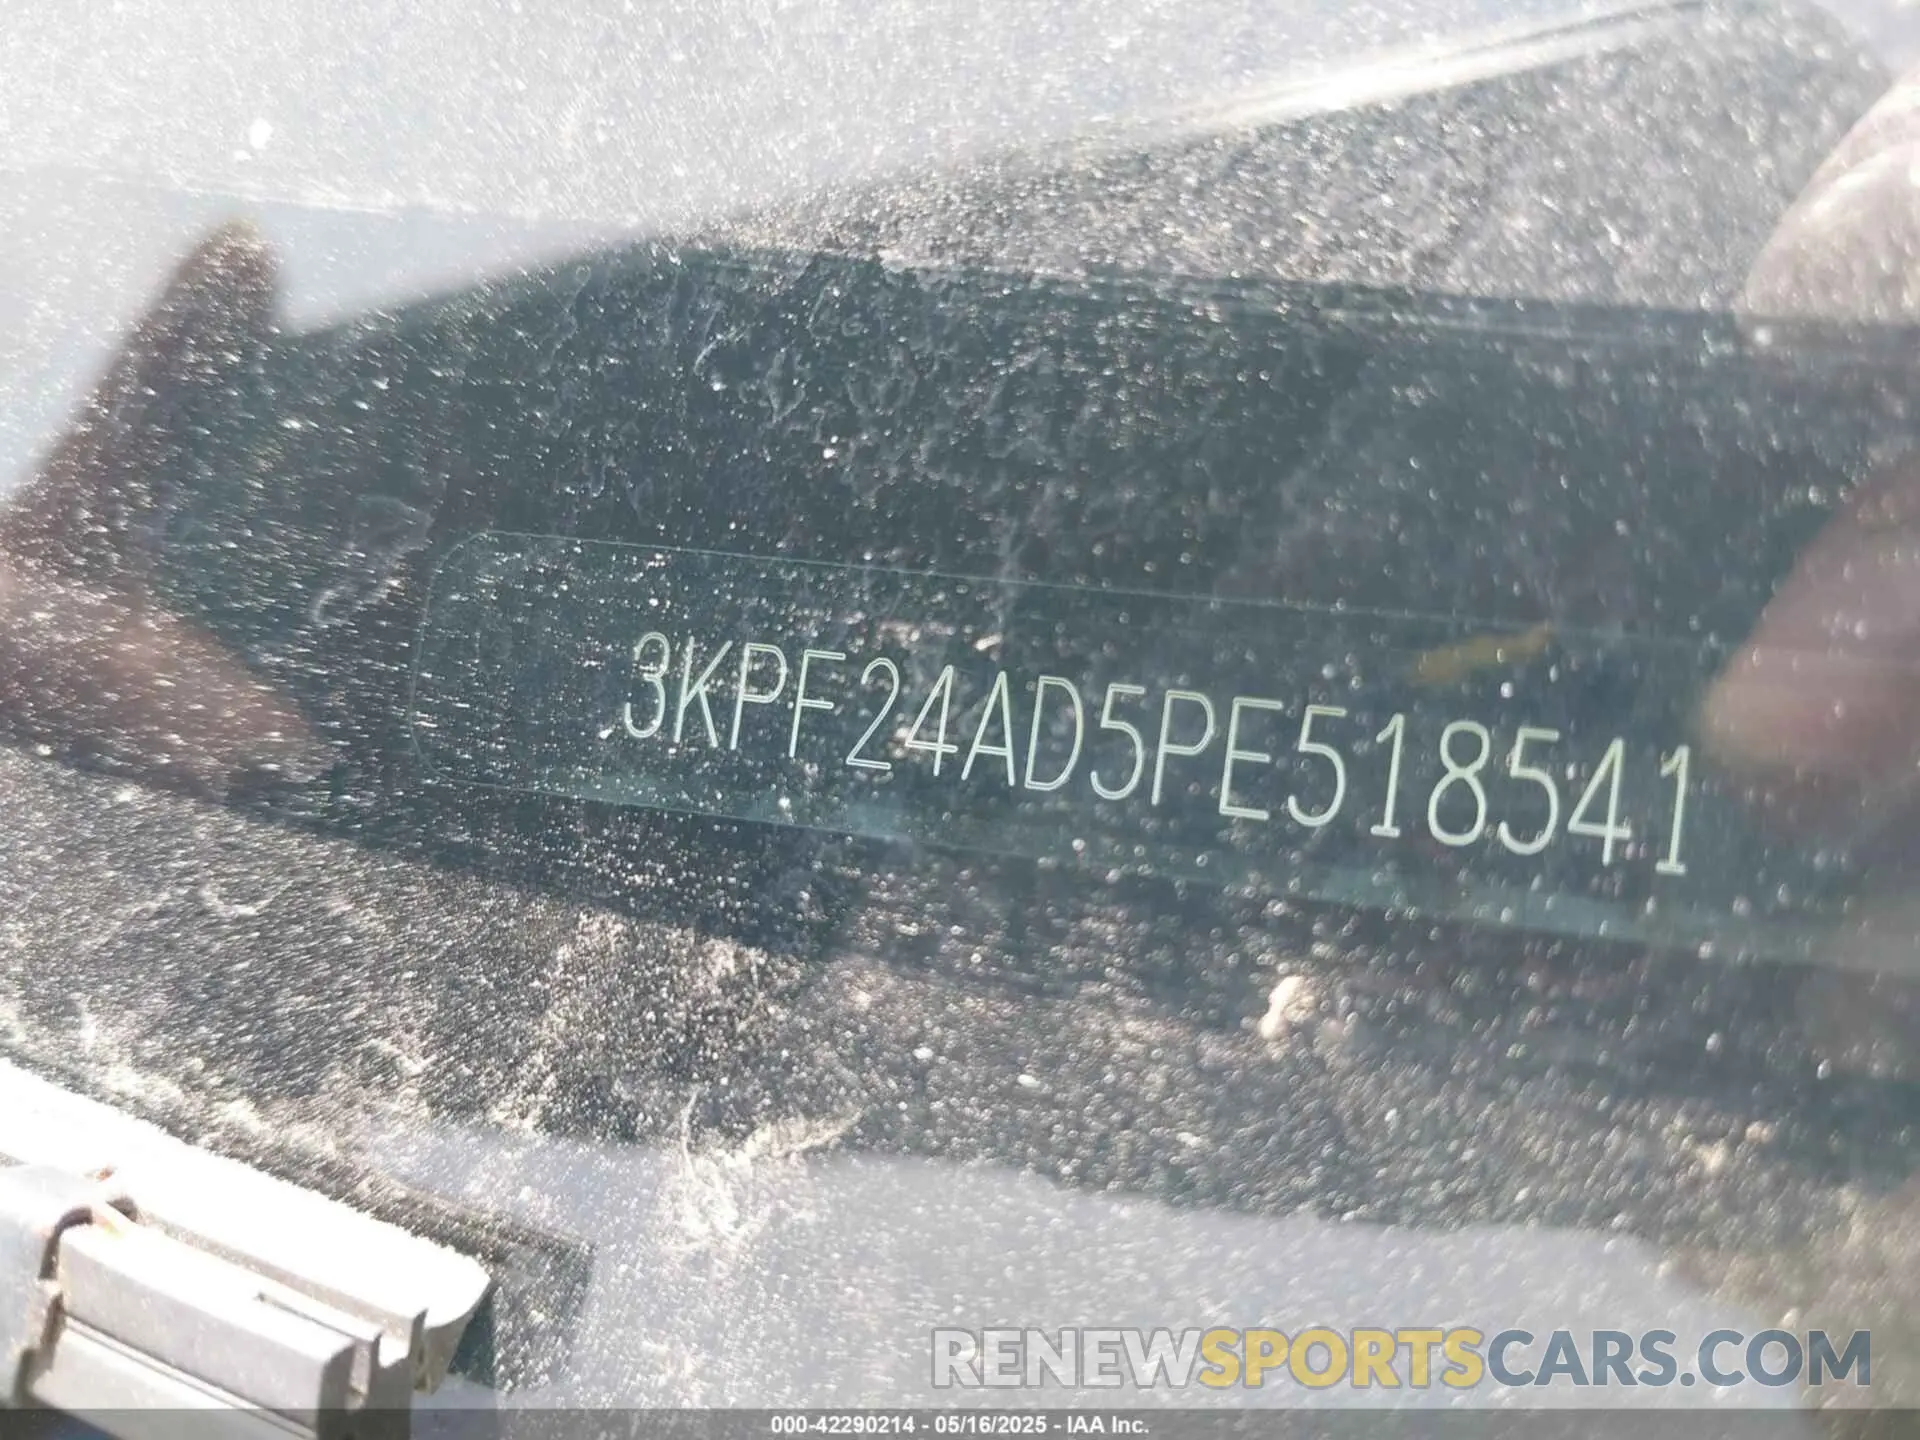 3KPF24AD5PE518541
RENEWSPORTSCARS.COM
000-42290214 - 05/16/2025 - IAA Inc.